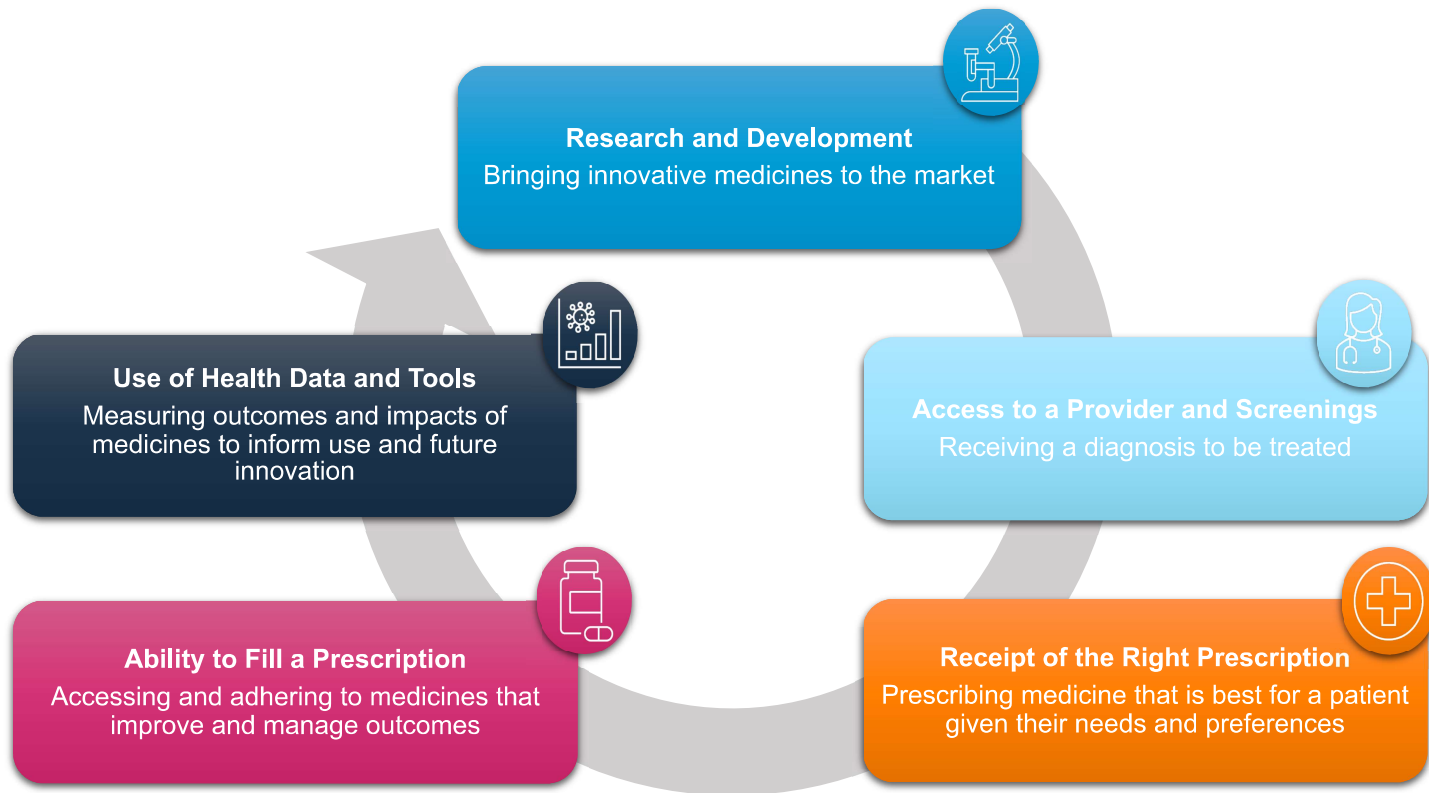 Research and Development
Bringing innovative medicines to the market
Access to a Provider and Screenings
Receiving a diagnosis to be treated
Receipt of the Right Prescription
Prescribing medicine that is best for a patient
given their needs and preferences
Ability to Fill a Prescription
Accessing and adhering to medicines that
improve and manage outcomes
Use of Health Data and Tools
Measuring outcomes and impacts of
medicines to inform use and future
innovation